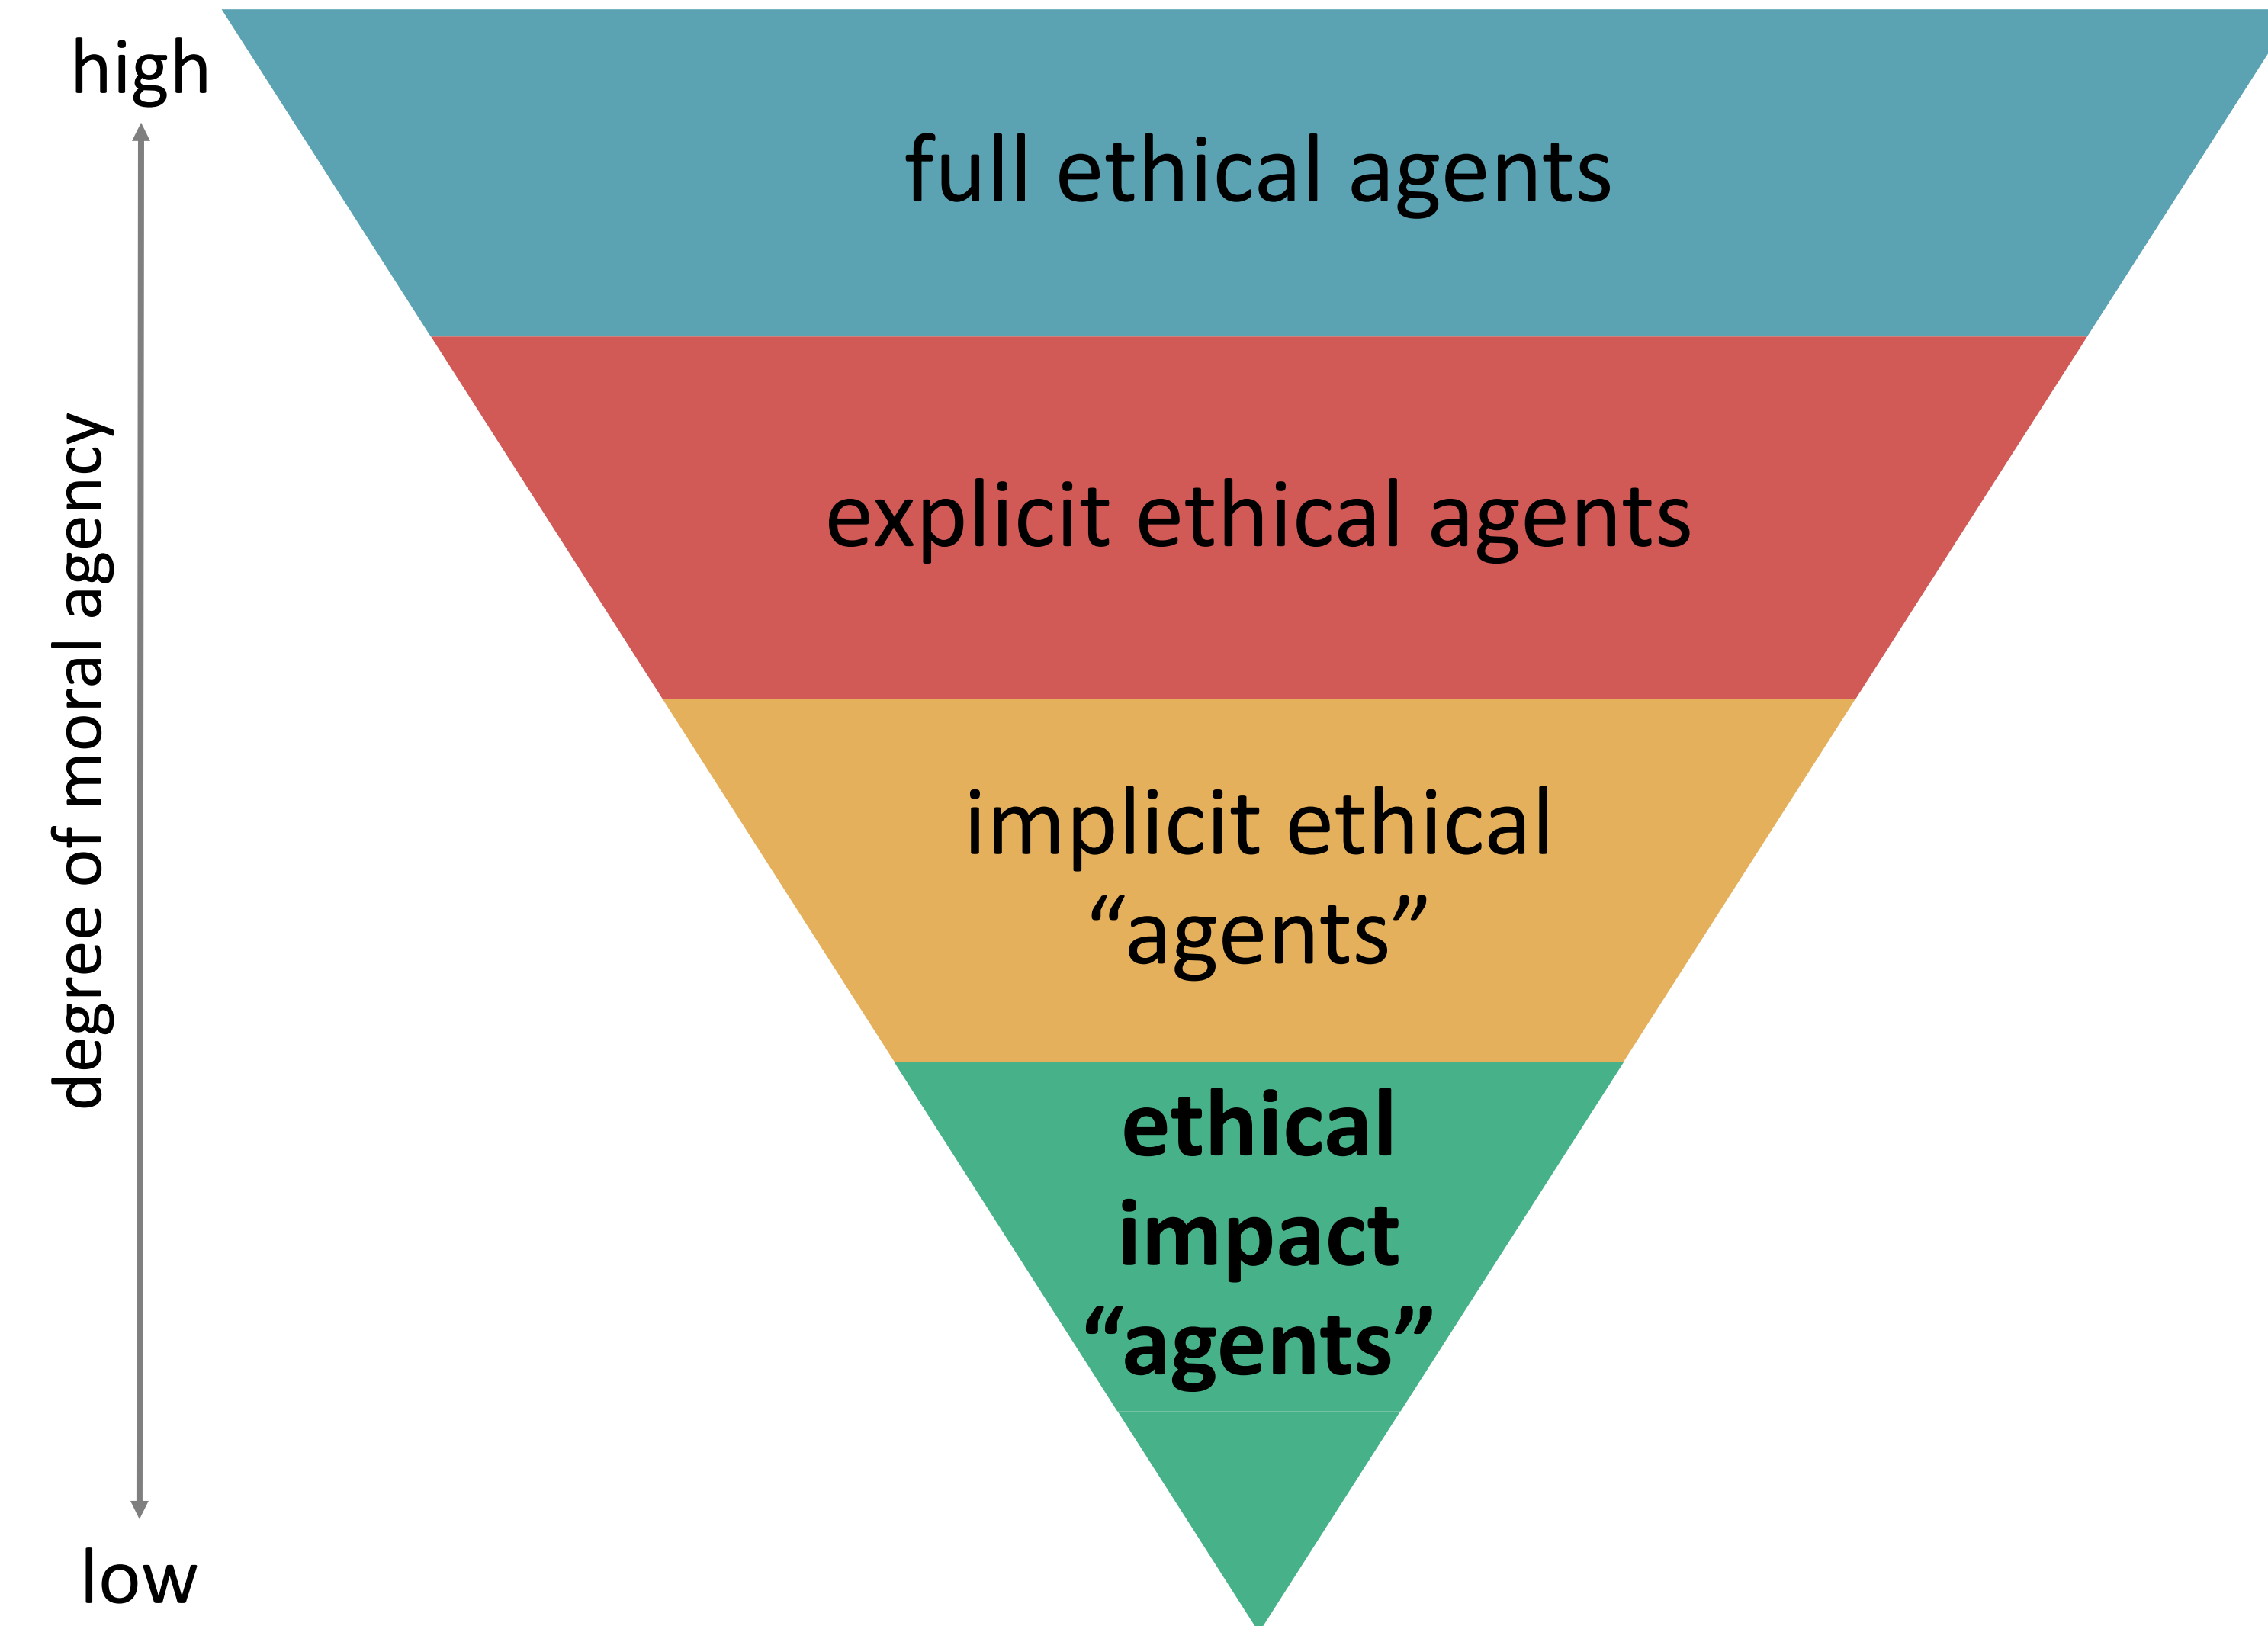 high
full ethical agents
explicit ethical agents
degree of moral agency
implicit ethical
“agents”
ethical
impact
“agents”
low